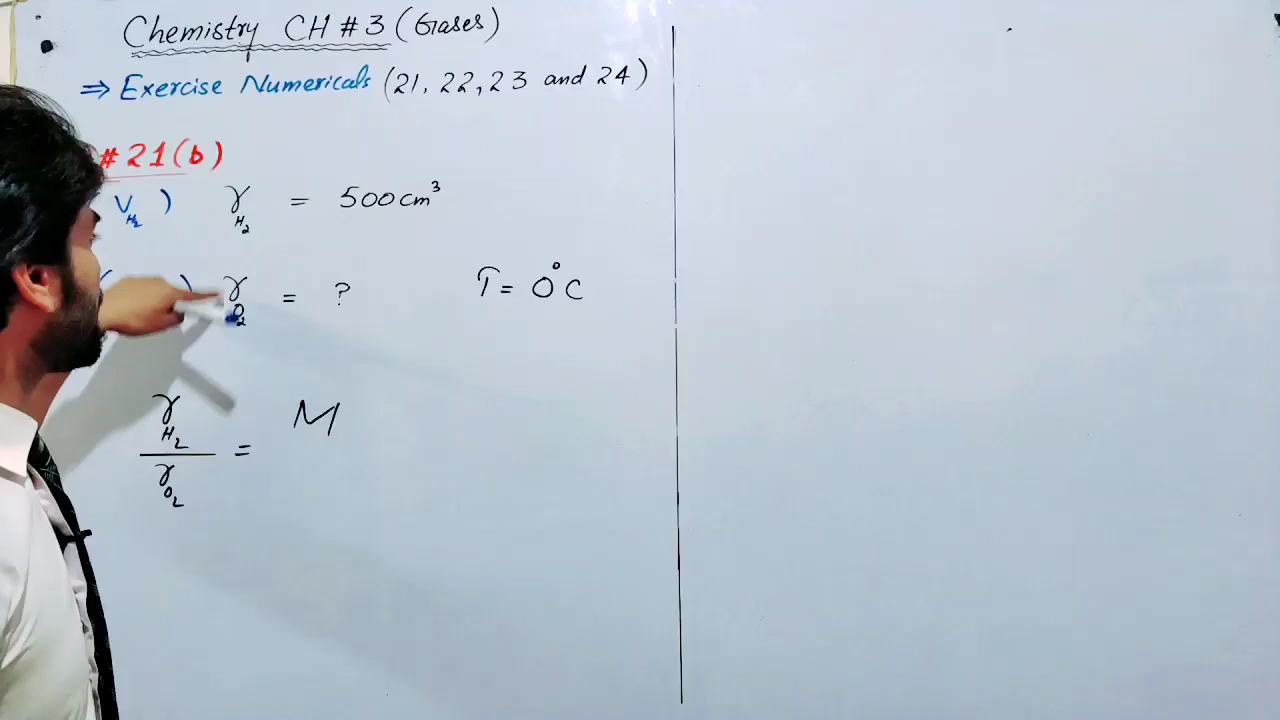 Chemistry CH # 3 (Gases)
⇒ Exercise Numericals (21, 22, 23 and 24)
# 21(b)
( V_H₂ ) γ_H₂ = 500 cm³
( ) γ_O₂ = ? T = 0°C
γ_H₂ = M
γ_O₂